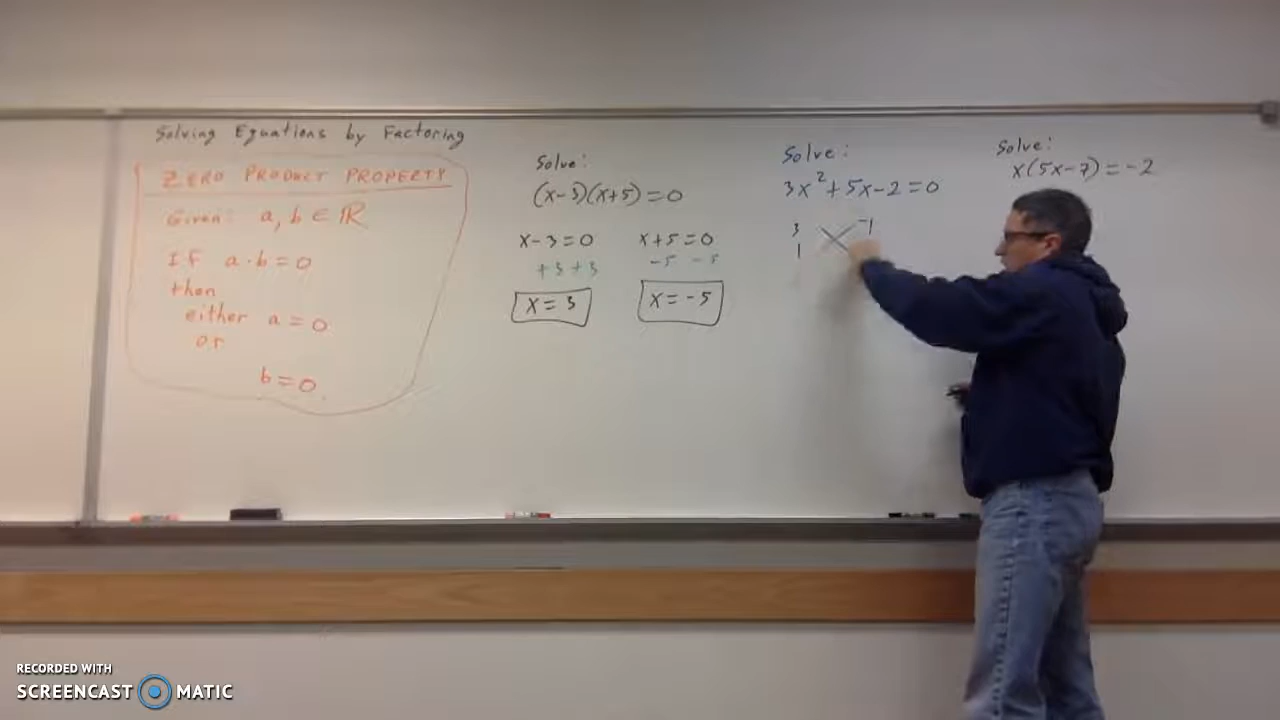 Solving Equations by Factoring
ZERO PRODUCT PROPERTY
Given: a, b ∈ ℝ
If a·b=0
then
either a=0
or
b=0
Solve:
(x-3)(x+5)=0
x-3=0 x+5=0
+3 +3 -5 -5
x=3 x=-5
Solve:
3x²+5x-2=0
3 -1
1
Solve:
x(5x-7)=-2
RECORDED WITH
SCREENCAST MATIC